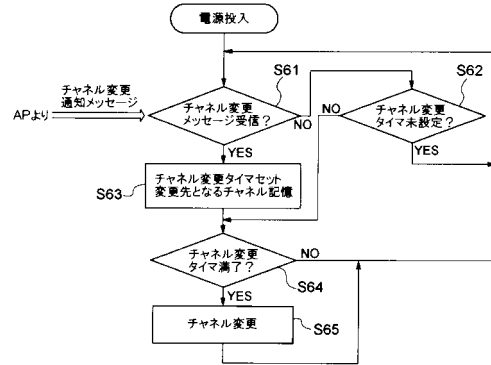 電源投入
S61
S62
チャネル変更
通知メッセージ
APより
チャネル変更
メッセージ受信？
NO
NO
チャネル変更
タイマ未設定？
YES
YES
S63
チャネル変更タイマセット
変更先となるチャネル記憶
チャネル変更
タイマ満了？
NO
S64
YES
チャネル変更
S65